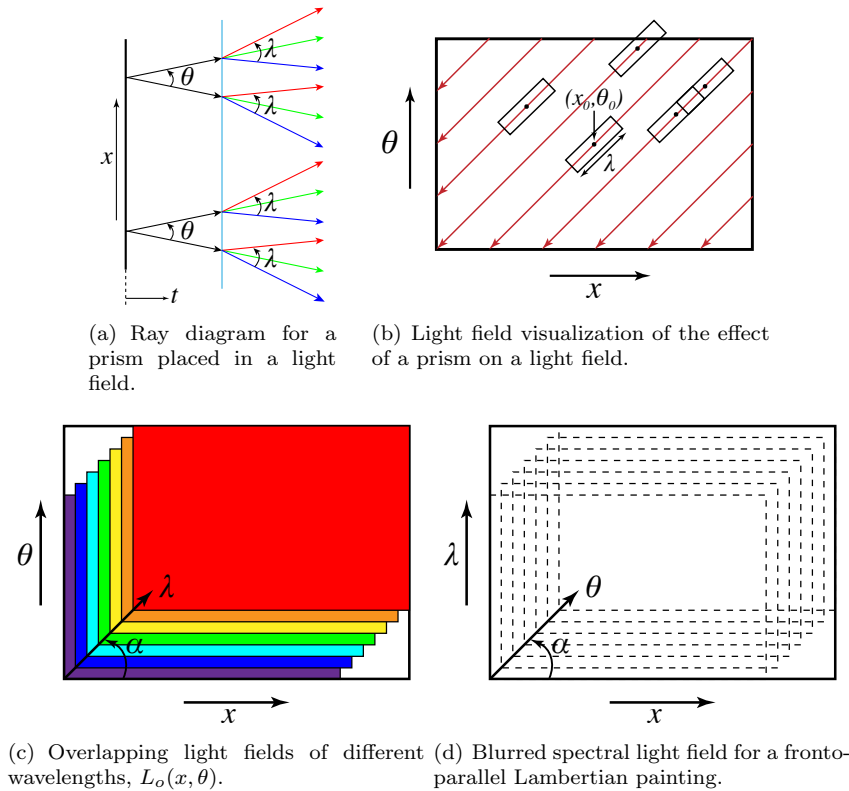 θ
λ
θ
λ
x
θ
λ
θ
λ
t
(a) Ray diagram for a
prism placed in a light
field.
(x₀,θ₀)
λ
θ
x
(b) Light field visualization of the effect
of a prism on a light field.
θ
λ
α
x
(c) Overlapping light fields of different
wavelengths, Lₒ(x, θ).
λ
θ
α
x
(d) Blurred spectral light field for a fronto-
parallel Lambertian painting.